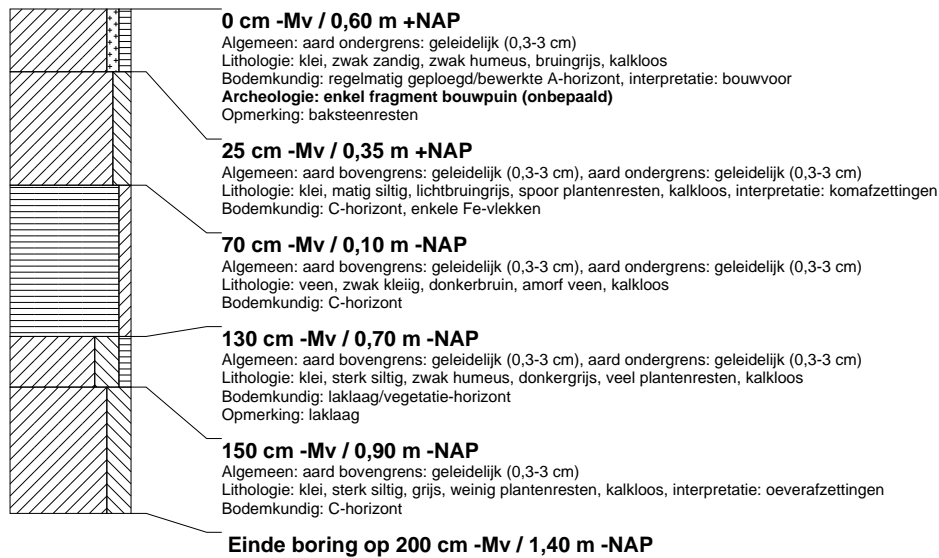 0 cm -Mv / 0,60 m +NAP
Algemeen: aard ondergrens: geleidelijk (0,3-3 cm)
Lithologie: klei, zwak zandig, zwak humeus, bruingrijs, kalkloos
Bodemkundig: regelmatig geploegd/bewerkte A-horizont, interpretatie: bouwvoor
Archeologie: enkel fragment bouwpuin (onbepaald)
Opmerking: baksteenresten
25 cm -Mv / 0,35 m +NAP
Algemeen: aard bovengrens: geleidelijk (0,3-3 cm), aard ondergrens: geleidelijk (0,3-3 cm)
Lithologie: klei, matig siltig, lichtbruingrijs, spoor plantenresten, kalkloos, interpretatie: komafzettingen
Bodemkundig: C-horizont, enkele Fe-vlekken
70 cm -Mv / 0,10 m -NAP
Algemeen: aard bovengrens: geleidelijk (0,3-3 cm), aard ondergrens: geleidelijk (0,3-3 cm)
Lithologie: veen, zwak kleiig, donkerbruin, amorf veen, kalkloos
Bodemkundig: C-horizont
130 cm -Mv / 0,70 m -NAP
Algemeen: aard bovengrens: geleidelijk (0,3-3 cm), aard ondergrens: geleidelijk (0,3-3 cm)
Lithologie: klei, sterk siltig, zwak humeus, donkergrijs, veel plantenresten, kalkloos
Bodemkundig: laklaag/vegetatie-horizont
Opmerking: laklaag
150 cm -Mv / 0,90 m -NAP
Algemeen: aard bovengrens: geleidelijk (0,3-3 cm)
Lithologie: klei, sterk siltig, grijs, weinig plantenresten, kalkloos, interpretatie: oeverafzettingen
Bodemkundig: C-horizont
Einde boring op 200 cm -Mv / 1,40 m -NAP